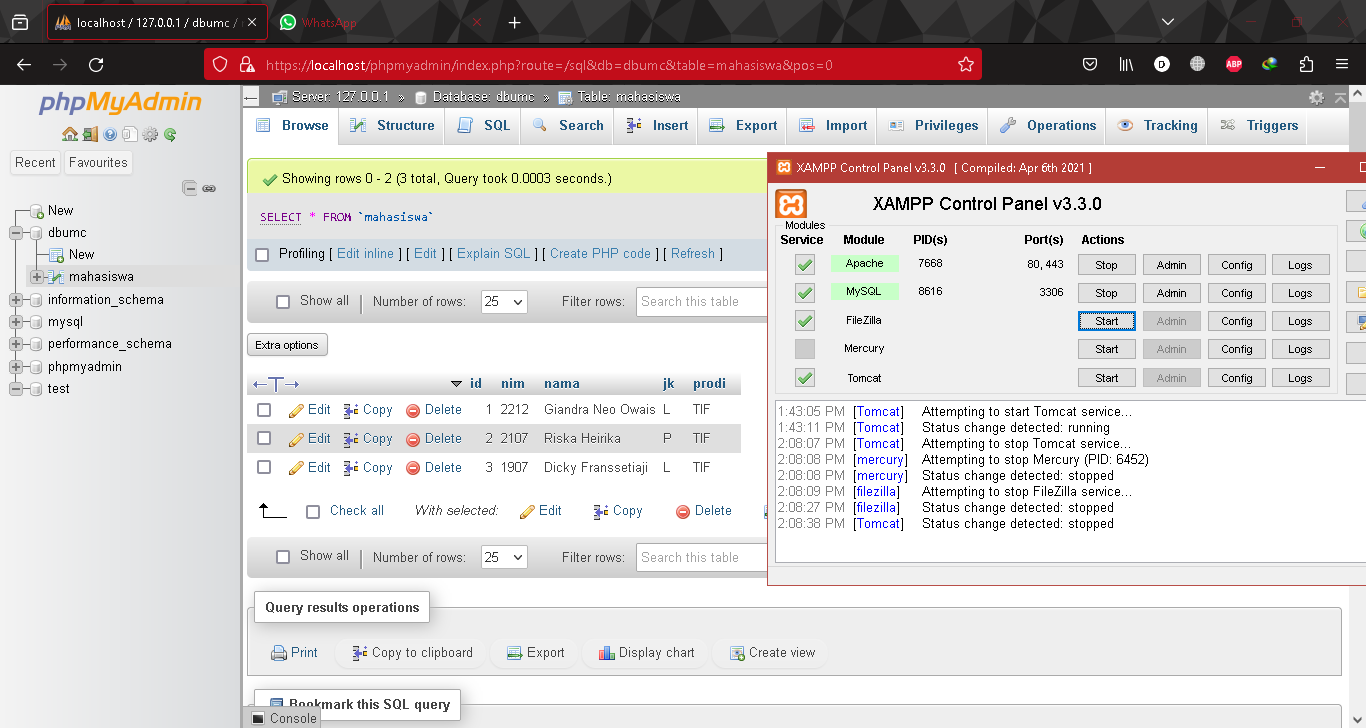 localhost / 127.0.0.1 / dbumc /
WhatsApp
https://localhost/phpmyadmin/index.php?route=/sql&db=dbumc&table=mahasiswa&pos=0
ABP
phpMyAdmin
Recent
Favourites
New
dbumc
New
mahasiswa
information_schema
mysql
performance_schema
phpmyadmin
test
Server: 127.0.0.1 » Database: dbumc » Table: mahasiswa
Browse Structure SQL Search Insert Export Import Privileges Operations Tracking Triggers
Showing rows 0 - 2 (3 total, Query took 0.0003 seconds.)
SELECT * FROM `mahasiswa`
Profiling [ Edit inline ] [ Edit ] [ Explain SQL ] [ Create PHP code ] [ Refresh ]
Show all | Number of rows: 25 Filter rows: Search this table
Extra options
id nim nama jk prodi
Edit Copy Delete 1 2212 Giandra Neo Owais L TIF
Edit Copy Delete 2 2107 Riska Heirika P TIF
Edit Copy Delete 3 1907 Dicky Franssetiaji L TIF
Check all With selected: Edit Copy Delete
Show all | Number of rows: 25 Filter rows: Search this table
Query results operations
Print Copy to clipboard Export Display chart Create view
Bookmark this SQL query
Console
XAMPP Control Panel v3.3.0 [ Compiled: Apr 6th 2021 ]
XAMPP Control Panel v3.3.0
Modules
Service Module PID(s) Port(s) Actions
Apache 7668 80, 443 Stop Admin Config Logs
MySQL 8616 3306 Stop Admin Config Logs
FileZilla Start Admin Config Logs
Mercury Start Admin Config Logs
Tomcat Start Admin Config Logs
1:43:05 PM [Tomcat] Attempting to start Tomcat service...
1:43:11 PM [Tomcat] Status change detected: running
2:08:07 PM [Tomcat] Attempting to stop Tomcat service...
2:08:08 PM [mercury] Attempting to stop Mercury (PID: 6452)
2:08:08 PM [mercury] Status change detected: stopped
2:08:09 PM [filezilla] Attempting to stop FileZilla service...
2:08:27 PM [filezilla] Status change detected: stopped
2:08:38 PM [Tomcat] Status change detected: stopped